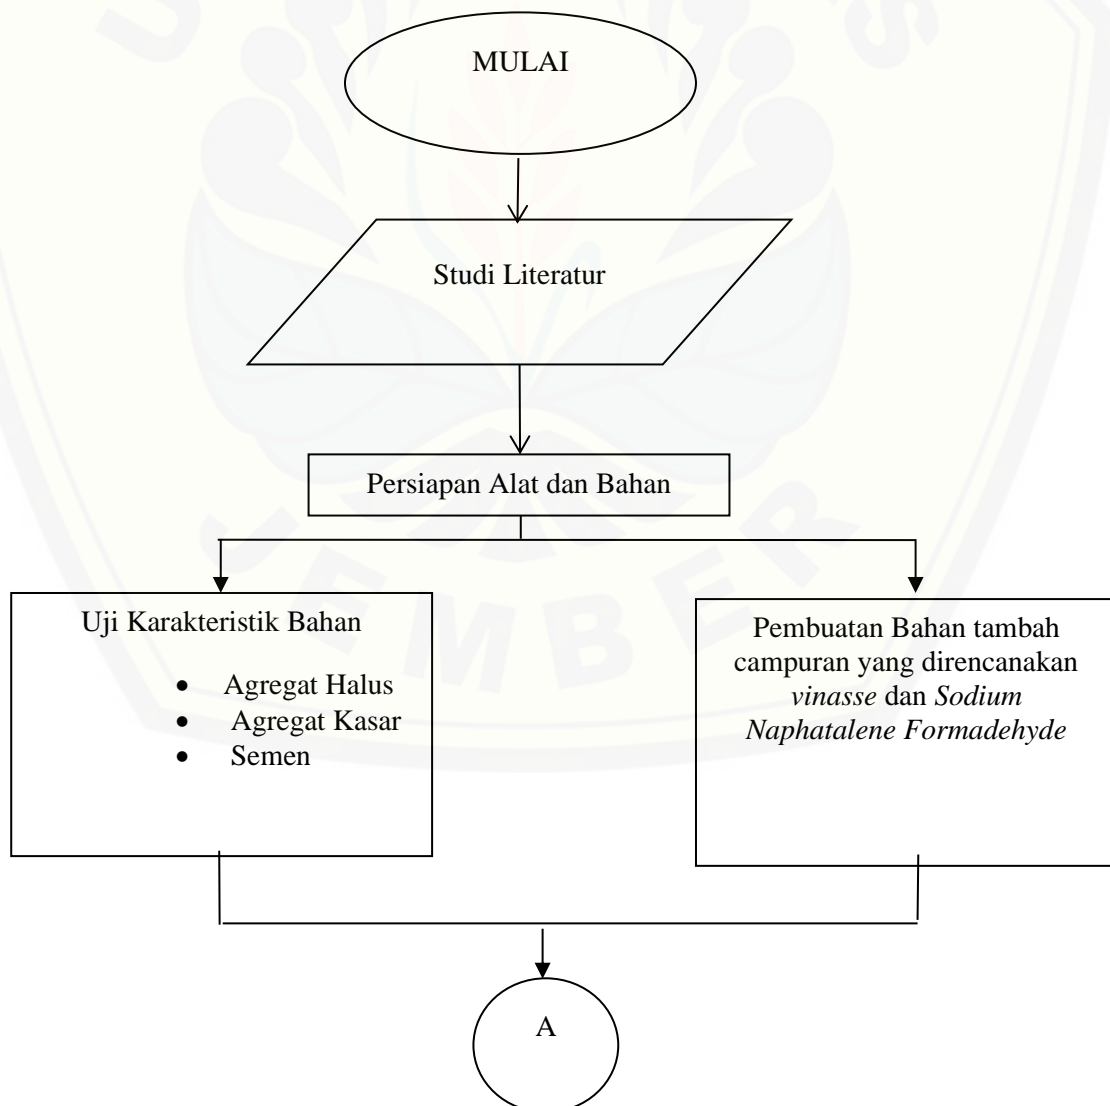 MULAI
Studi Literatur
Persiapan Alat dan Bahan
Uji Karakteristik Bahan
• Agregat Halus
• Agregat Kasar
• Semen
Pembuatan Bahan tambah
campuran yang direncanakan
vinasse dan Sodium
Naphatalene Formadehyde
A
JEMBER